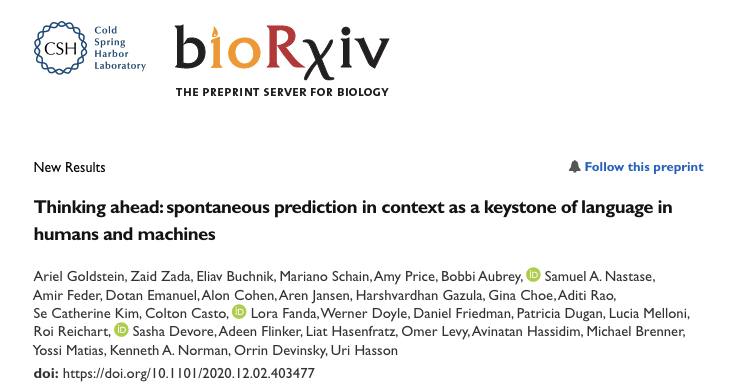 CSH
Cold
Spring
Harbor
Laboratory
bioRxiv
THE PREPRINT SERVER FOR BIOLOGY
New Results
Follow this preprint
Thinking ahead: spontaneous prediction in context as a keystone of language in
humans and machines
Ariel Goldstein, Zaid Zada, Eliav Buchnik, Mariano Schain, Amy Price, Bobbi Aubrey, iD Samuel A. Nastase,
Amir Feder, Dotan Emanuel, Alon Cohen, Aren Jansen, Harshvardhan Gazula, Gina Choe, Aditi Rao,
Se Catherine Kim, Colton Casto, iD Lora Fanda, Werner Doyle, Daniel Friedman, Patricia Dugan, Lucia Melloni,
Roi Reichart, iD Sasha Devore, Adeen Flinker, Liat Hasenfratz, Omer Levy, Avinatan Hassidim, Michael Brenner,
Yossi Matias, Kenneth A. Norman, Orrin Devinsky, Uri Hasson
doi: https://doi.org/10.1101/2020.12.02.403477